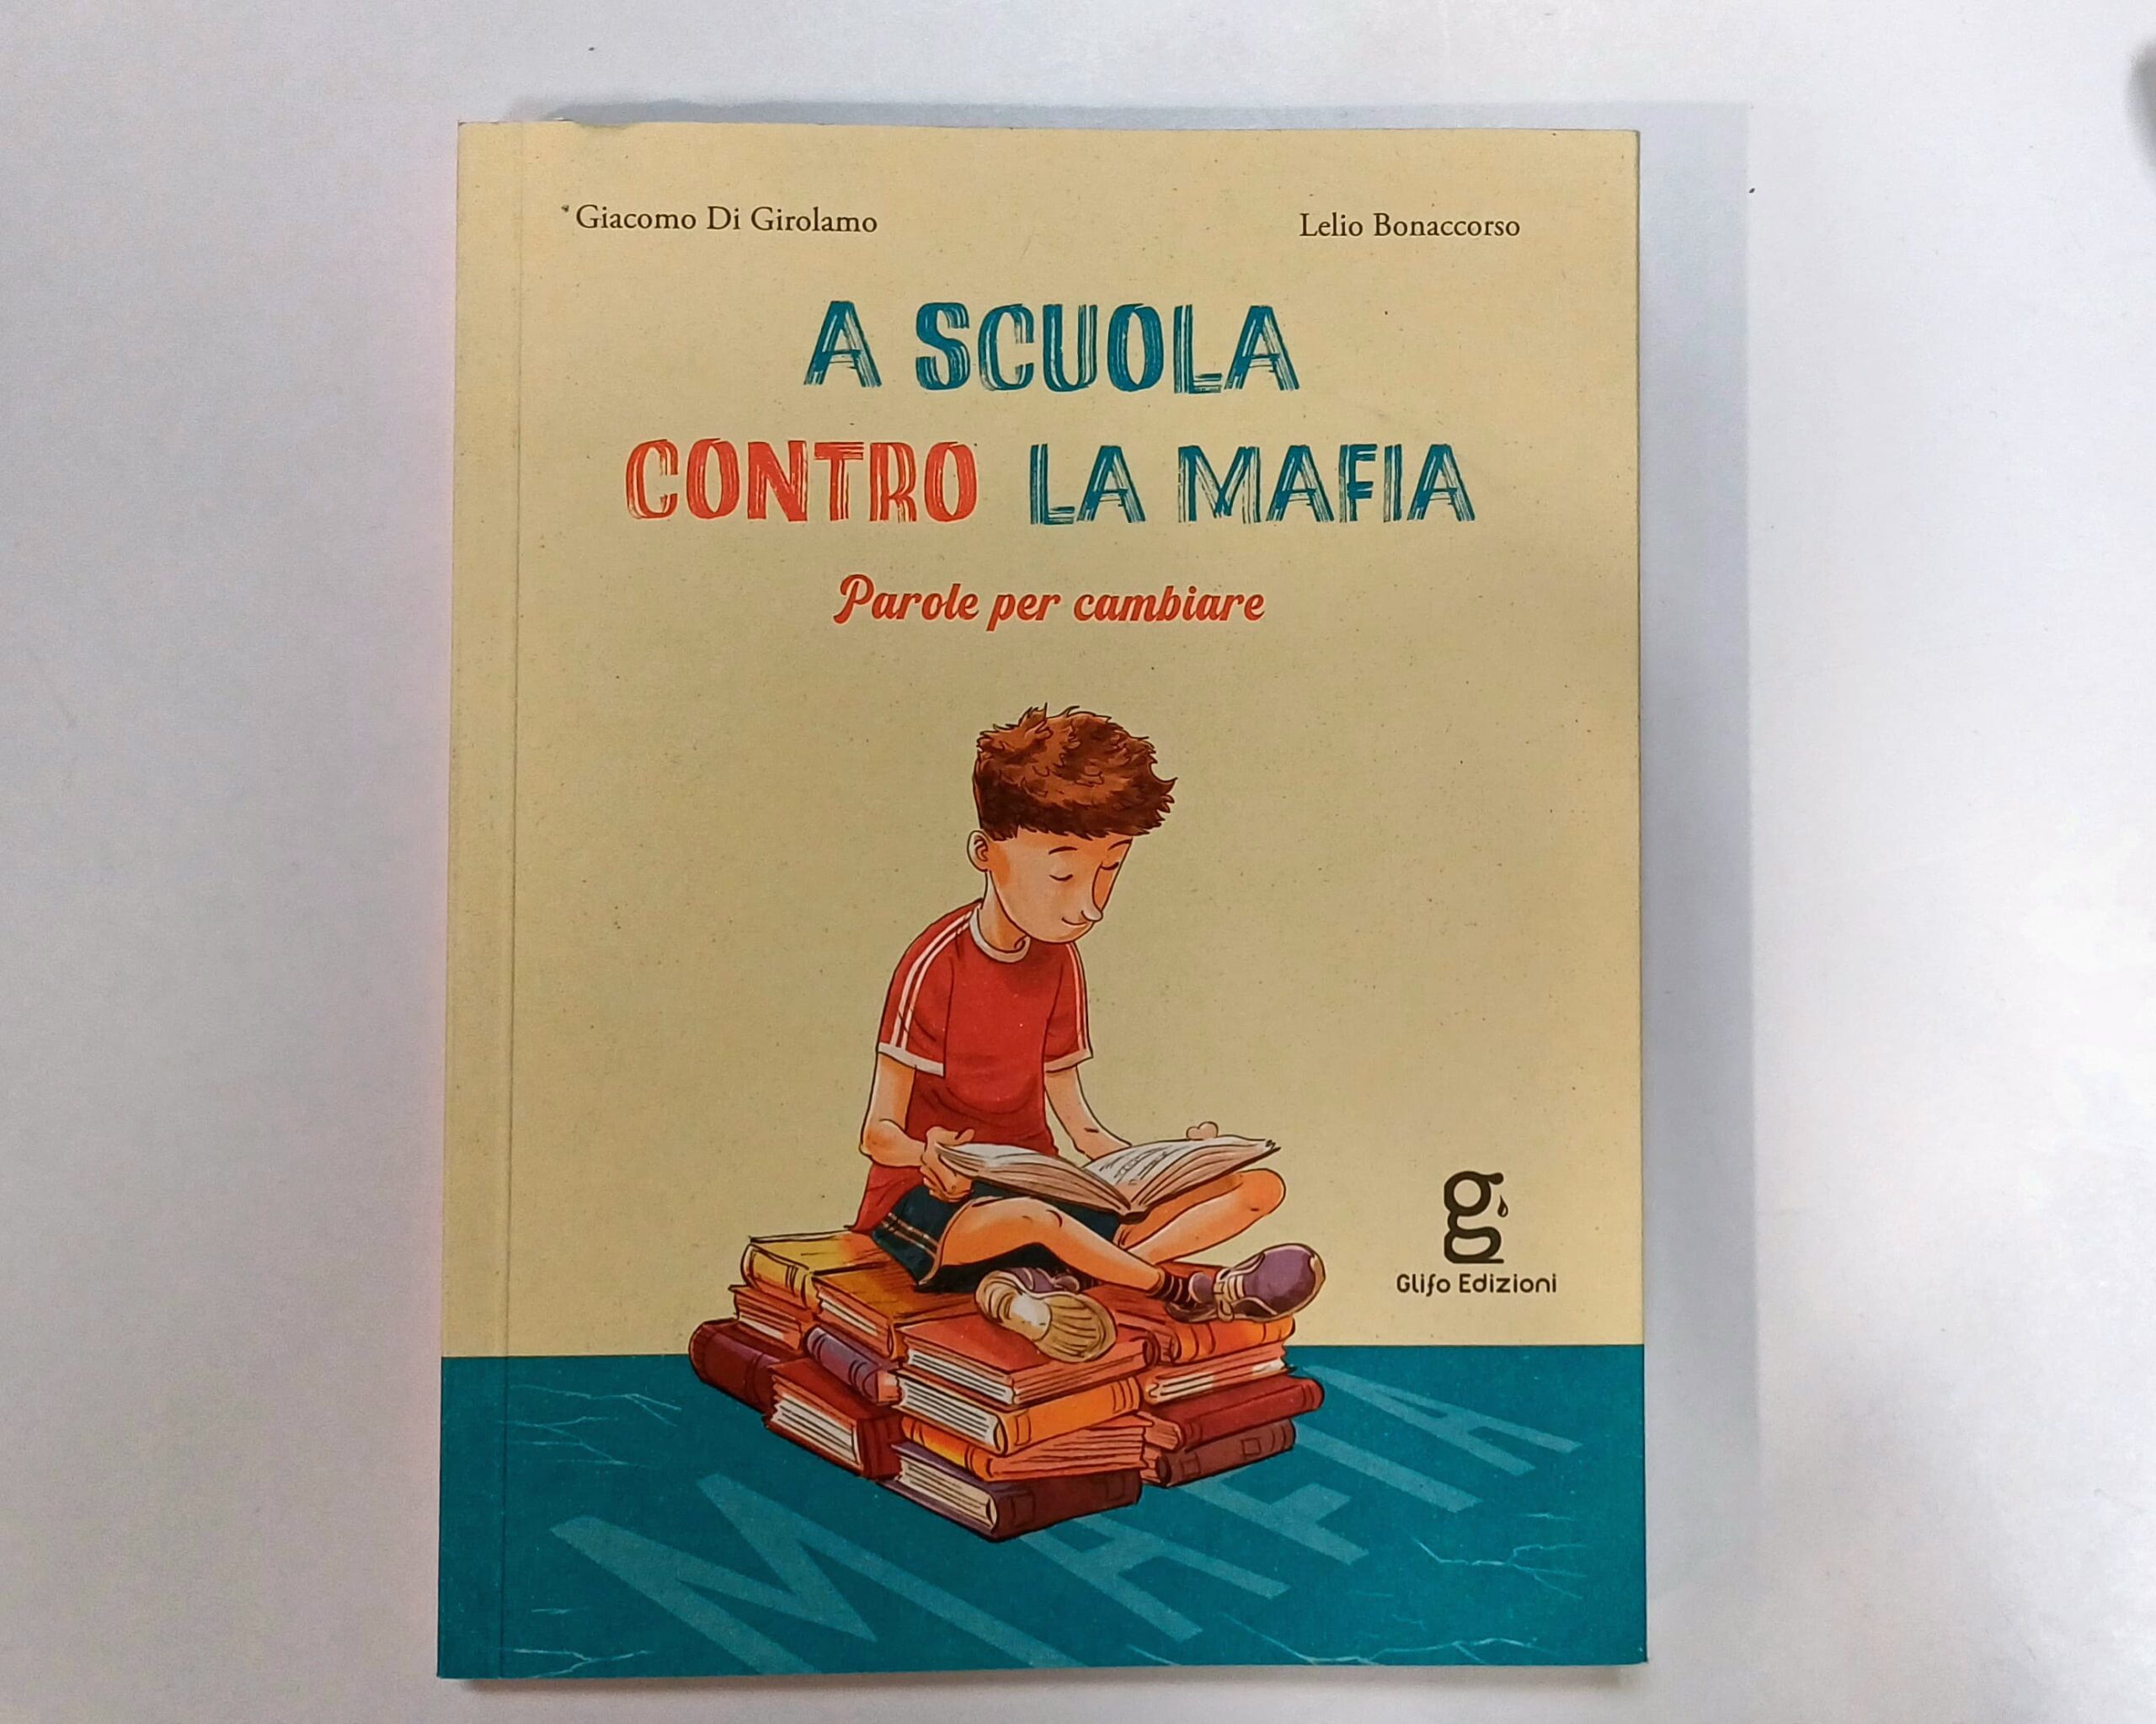 Giacomo Di Girolamo
Lelio Bonaccorso
A SCUOLA
CONTRO LA MAFIA
Parole per cambiare
g
Glifo Edizioni
MAFIA